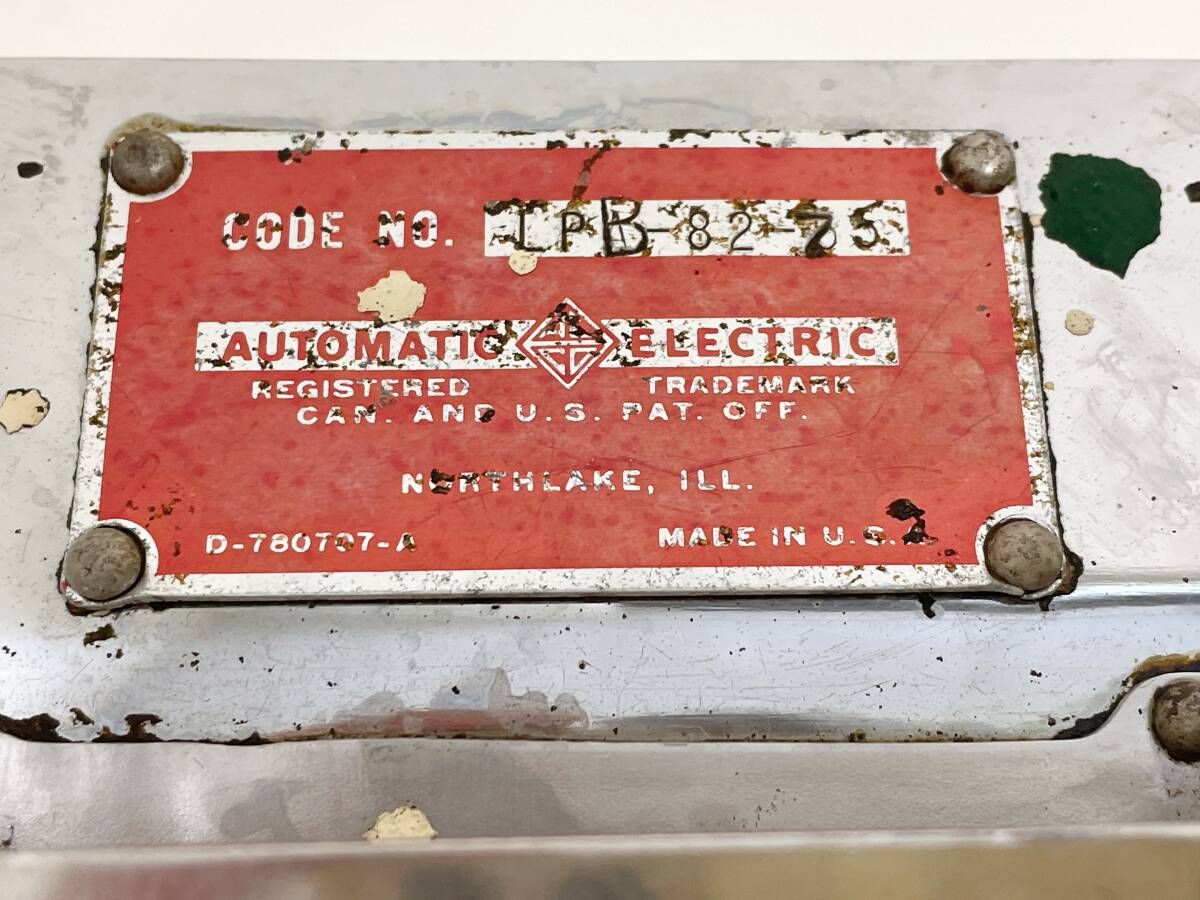 CODE NO. LPB-82-75
AUTOMATIC ELECTRIC
REGISTERED TRADEMARK
CAN. AND U.S. PAT. OFF.
NORTHLAKE, ILL.
D-780707-A MADE IN U.S.A.